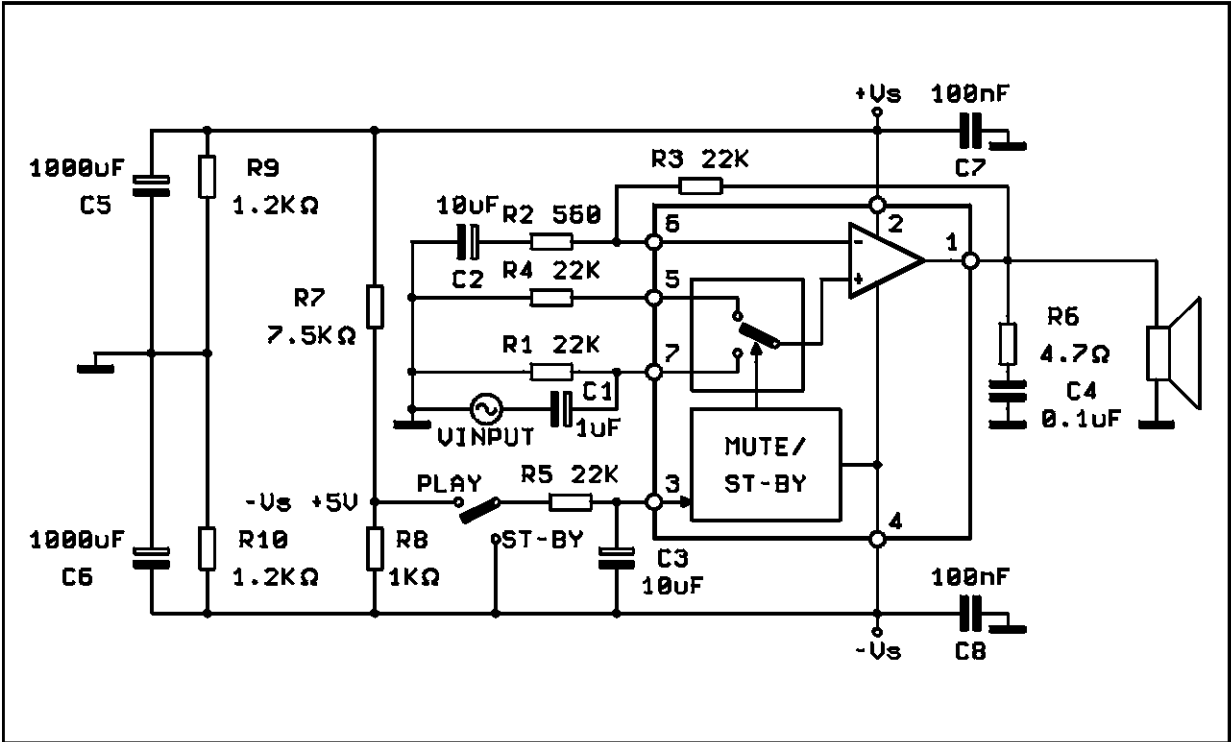 +Vs
100nF
C7
1000uF
C5
R9
1.2KΩ
R3 22K
10uF
C2
R2 560
6
2
1
R4 22K
5
R7
7.5KΩ
-
+
R1 22K
7
R6
4.7Ω
C1
1uF
VINPUT
C4
0.1uF
MUTE/
ST-BY
PLAY
R5 22K
3
-Vs +5V
4
1000uF
C6
R10
1.2KΩ
R8
1KΩ
ST-BY
C3
10uF
100nF
C8
-Vs